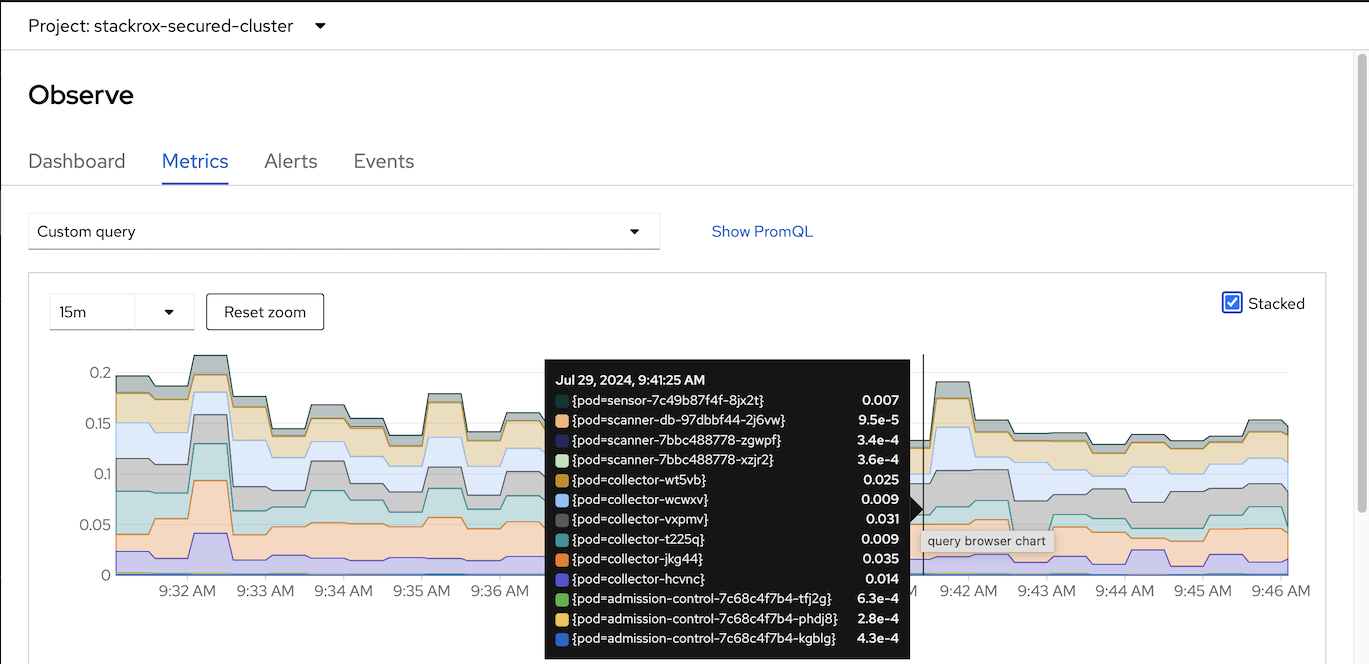 Project: stackrox-secured-cluster
Observe
Dashboard Metrics Alerts Events
Custom query Show PromQL
15m Reset zoom Stacked
0.2
0.15
0.1
0.05
0
Jul 29, 2024, 9:41:25 AM
{pod=sensor-7c49b87f4f-8jx2t} 0.007
{pod=scanner-db-97dbbf44-2j6vw} 9.5e-5
{pod=scanner-7bbc488778-zgwpf} 3.4e-4
{pod=scanner-7bbc488778-xzjr2} 3.6e-4
{pod=collector-wt5vb} 0.025
{pod=collector-wcwxv} 0.009
{pod=collector-vxpmv} 0.031
{pod=collector-t225q} 0.009
{pod=collector-jkg44} 0.035
{pod=collector-hcvnc} 0.014
{pod=admission-control-7c68c4f7b4-tfj2g} 6.3e-4
{pod=admission-control-7c68c4f7b4-phdj8} 2.8e-4
{pod=admission-control-7c68c4f7b4-kgblg} 4.3e-4
query browser chart
9:32 AM 9:33 AM 9:34 AM 9:35 AM 9:36 AM M 9:42 AM 9:43 AM 9:44 AM 9:45 AM 9:46 AM